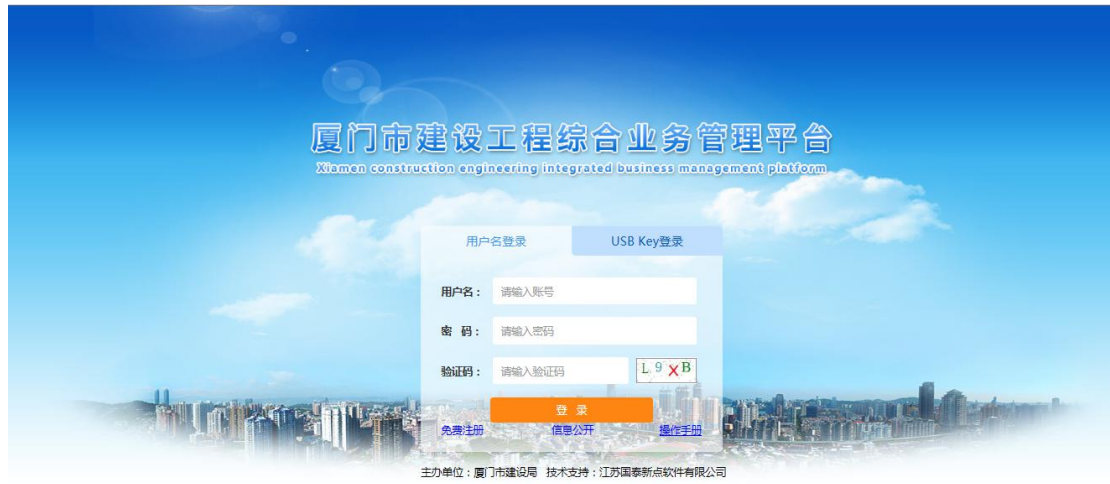 厦门市建设工程综合业务管理平台
Xiamen construction engineering integrated business management platform
用户名登录 USB Key登录
用户名： 请输入账号
密 码： 请输入密码
验证码： 请输入验证码 L9XB
登 录
免费注册 信息公开 操作手册
主办单位：厦门市建设局 技术支持：江苏国泰新点软件有限公司